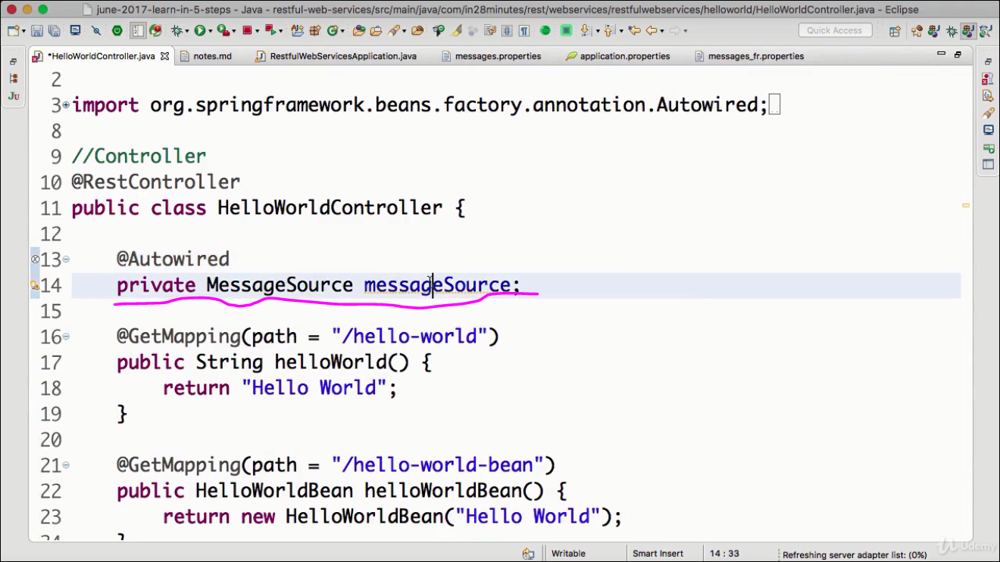 june-2017-learn-in-5-steps - Java - restful-web-services/src/main/java/com/in28minutes/rest/webservices/restfulwebservices/helloworld/HelloWorldController.java - Eclipse
Quick Access
*HelloWorldController.java notes.md RestfulWebServicesApplication.java messages.properties application.properties messages_fr.properties
2
3 import org.springframework.beans.factory.annotation.Autowired;
8
9 //Controller
10 @RestController
11 public class HelloWorldController {
12
13 @Autowired
14 private MessageSource messageSource;
15
16 @GetMapping(path = "/hello-world")
17 public String helloWorld() {
18 return "Hello World";
19 }
20
21 @GetMapping(path = "/hello-world-bean")
22 public HelloWorldBean helloWorldBean() {
23 return new HelloWorldBean("Hello World");
24 }
Writable Smart Insert 14 : 33 Refreshing server adapter list: (0%)
Udemy